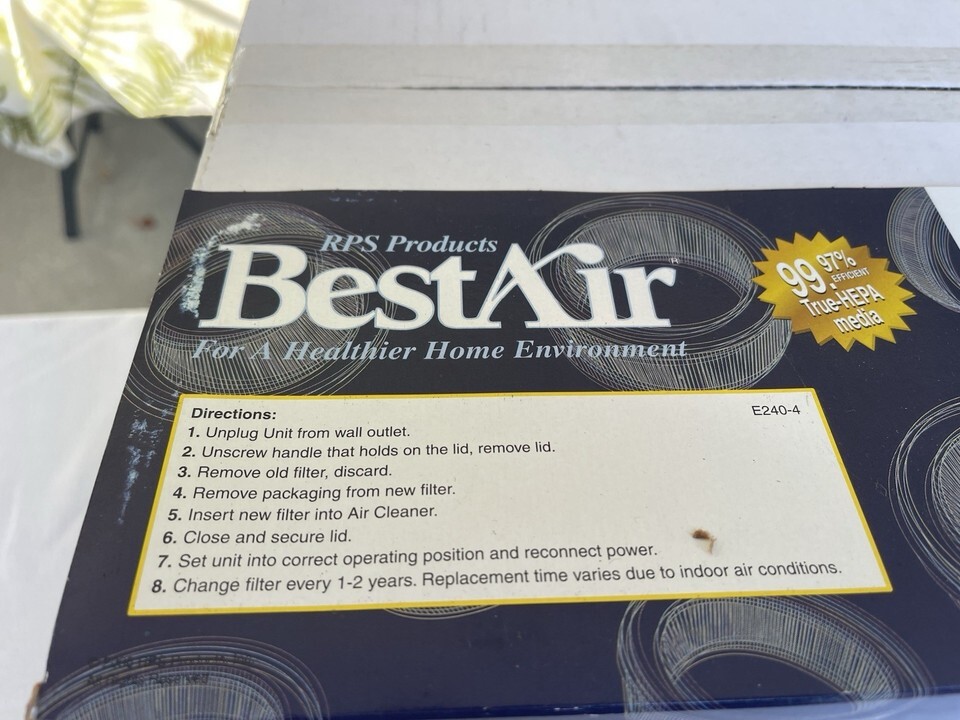 RPS Products
BestAir
For A Healthier Home Environment
99.97%
EFFICIENT
True-HEPA
media
Directions:
E240-4
1. Unplug Unit from wall outlet.
2. Unscrew handle that holds on the lid, remove lid.
3. Remove old filter, discard.
4. Remove packaging from new filter.
5. Insert new filter into Air Cleaner.
6. Close and secure lid.
7. Set unit into correct operating position and reconnect power.
8. Change filter every 1-2 years. Replacement time varies due to indoor air conditions.